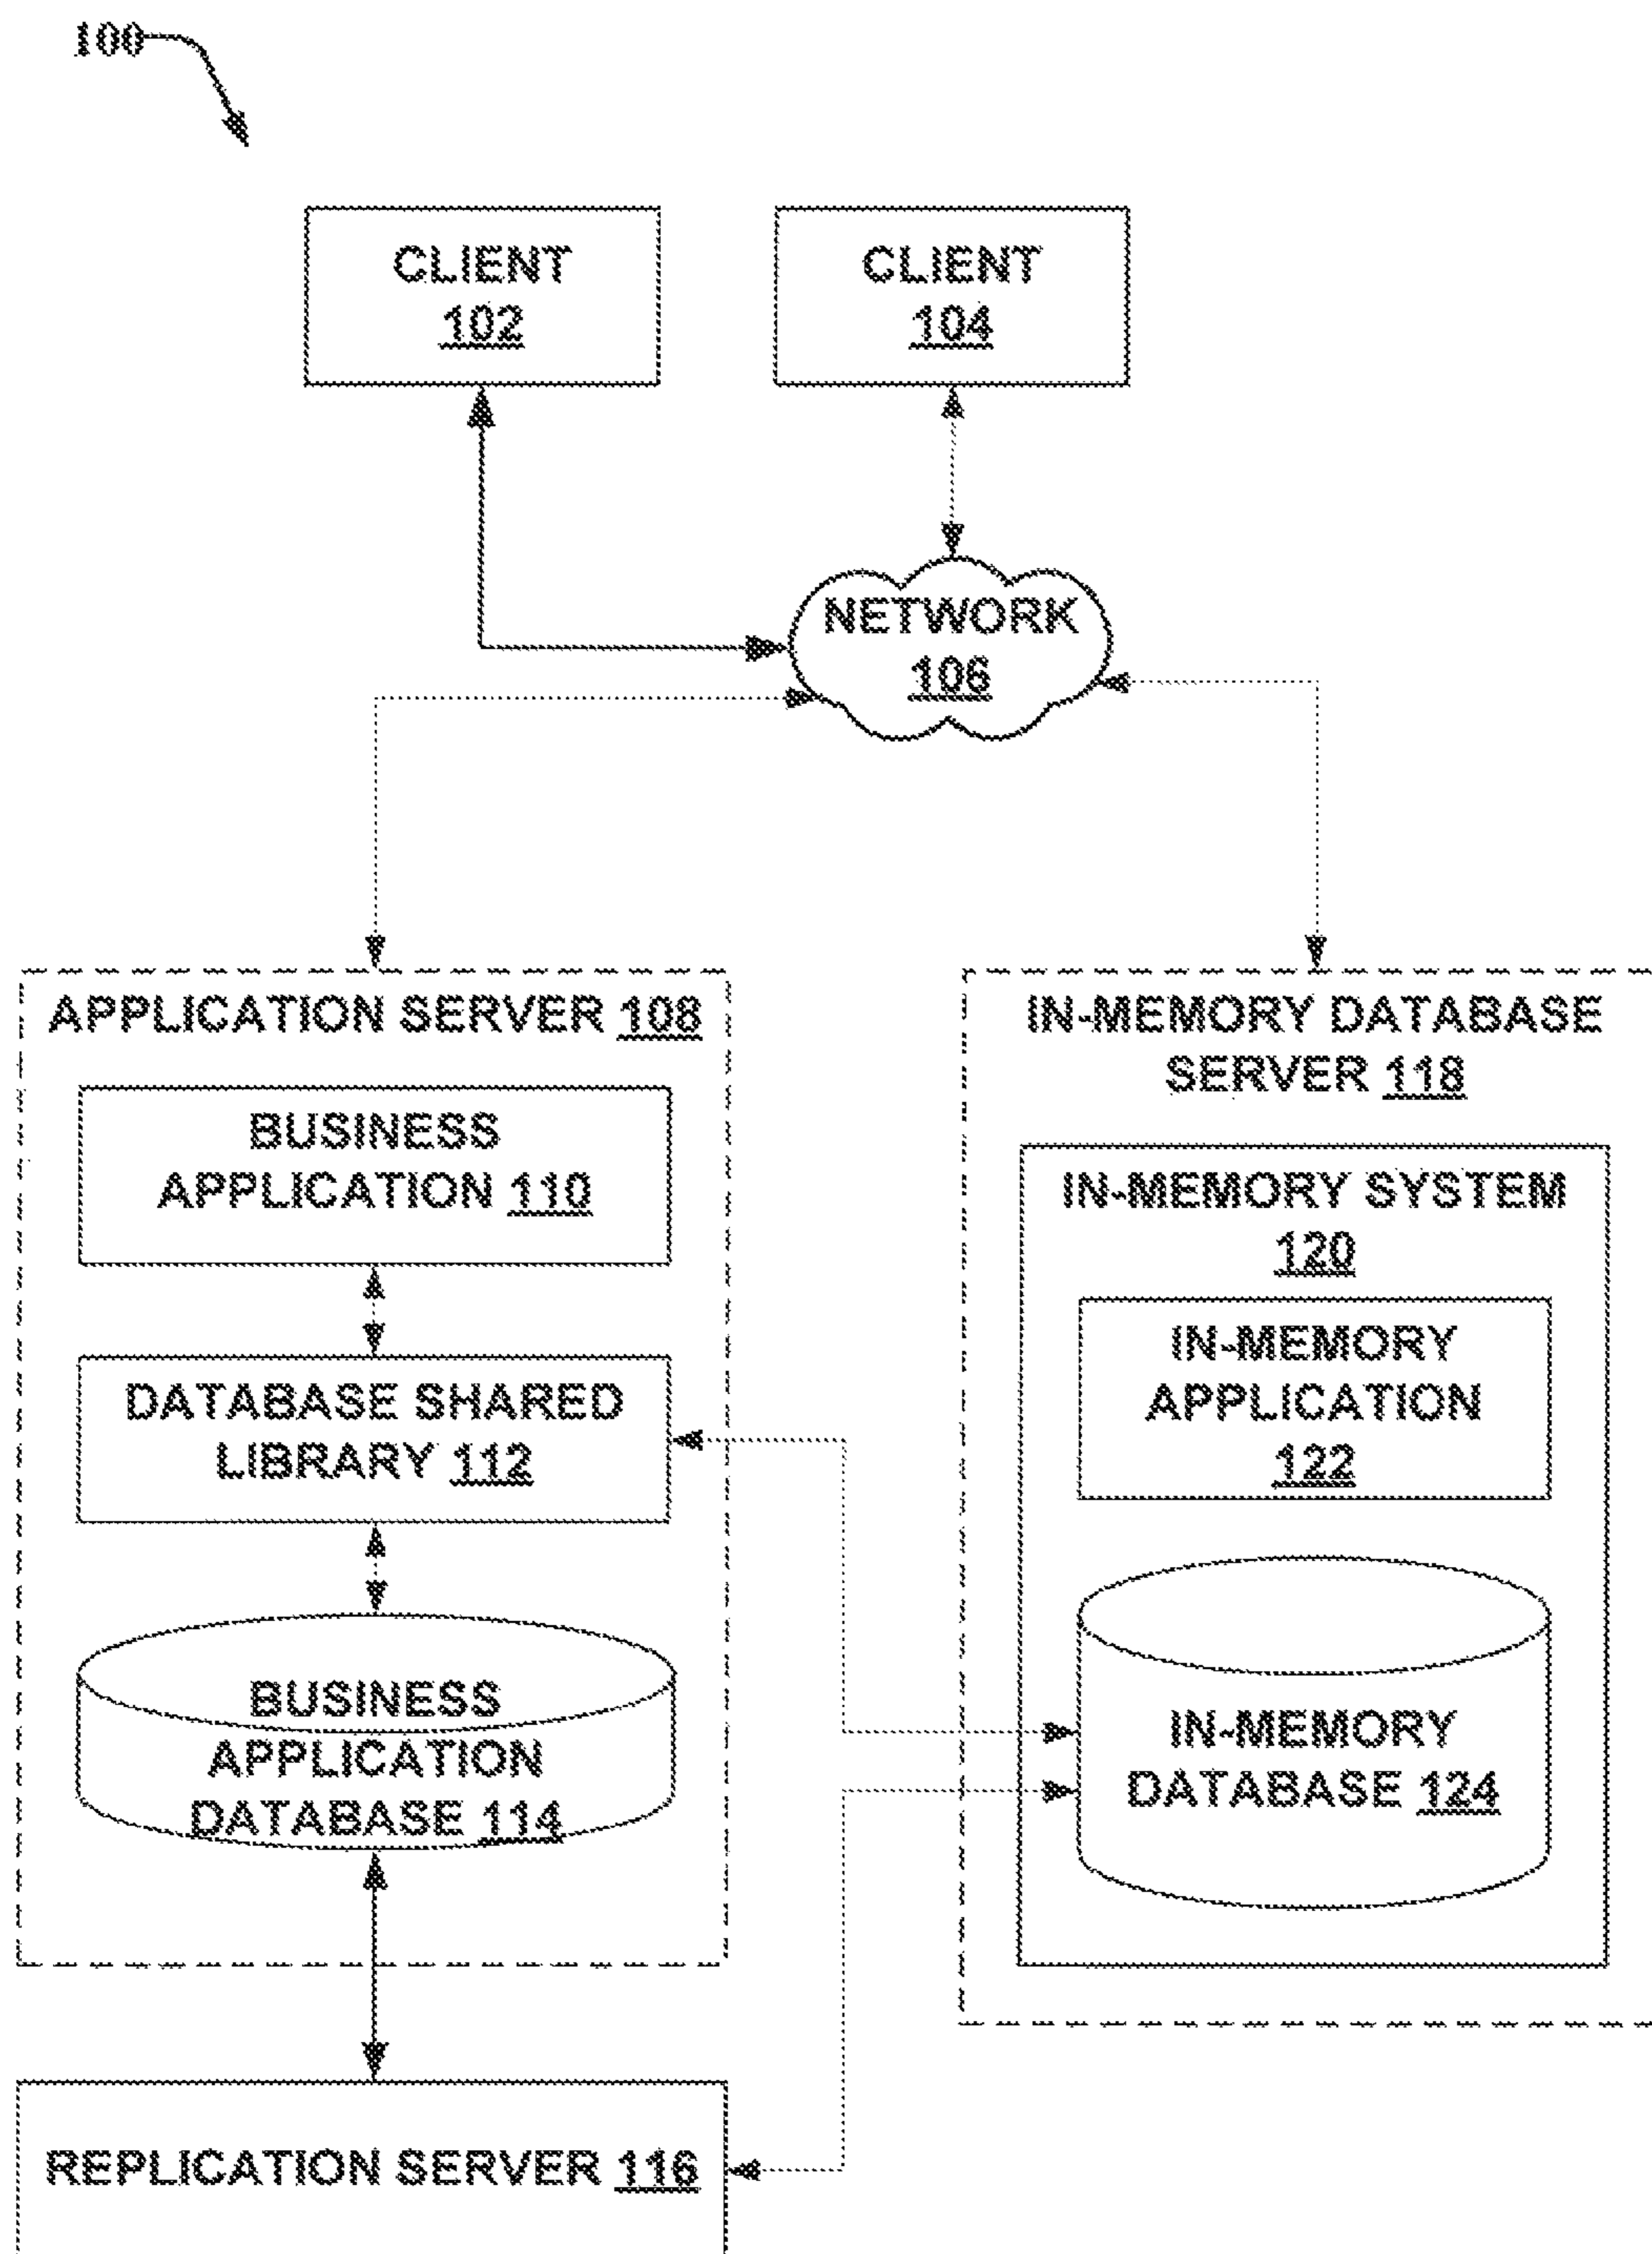 100
CLIENT
102
CLIENT
104
NETWORK
106
APPLICATION SERVER 108
BUSINESS
APPLICATION 110
DATABASE SHARED
LIBRARY 112
BUSINESS
APPLICATION
DATABASE 114
REPLICATION SERVER 116
IN-MEMORY DATABASE
SERVER 118
IN-MEMORY SYSTEM
120
IN-MEMORY
APPLICATION
122
IN-MEMORY
DATABASE 124